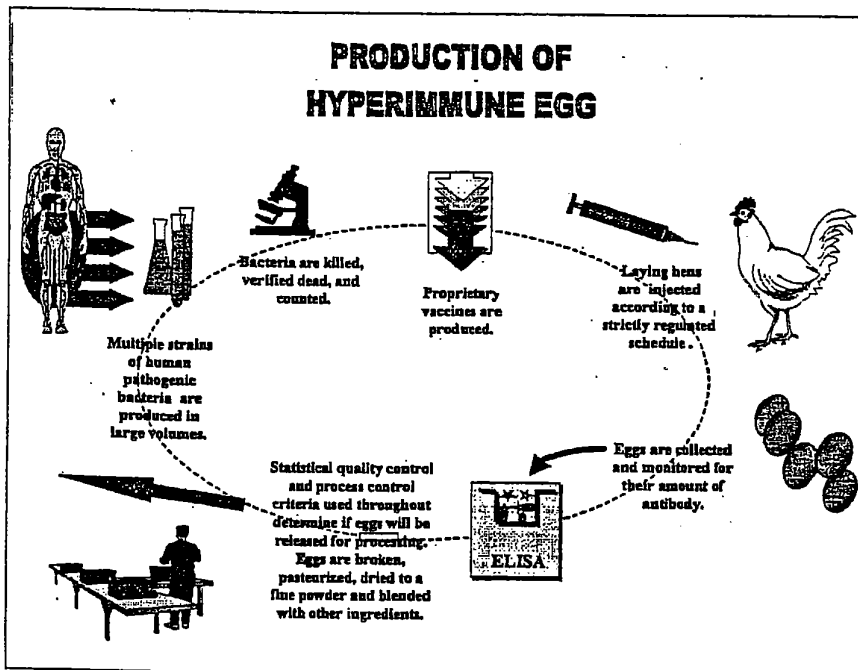 PRODUCTION OF
HYPERIMMUNE EGG
Multiple strains
of human
pathogenic
bacteria are
produced in
large volumes.
Bacteria are killed,
verified dead, and
counted.
Proprietary
vaccines are
produced.
Laying hens
are injected
according to a
strictly regulated
schedule.
Eggs are collected
and monitored for
their amount of
antibody.
ELISA
Statistical quality control
and process control
criteria used throughout
determine if eggs will be
released for processing.
Eggs are broken,
pasteurized, dried to a
fine powder and blended
with other ingredients.